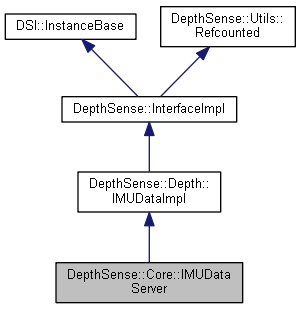 DSI::InstanceBase
DepthSense::Utils::
Refcounted
DepthSense::InterfaceImpl
DepthSense::Depth::
IMUDataImpl
DepthSense::Core::IMUData
Server